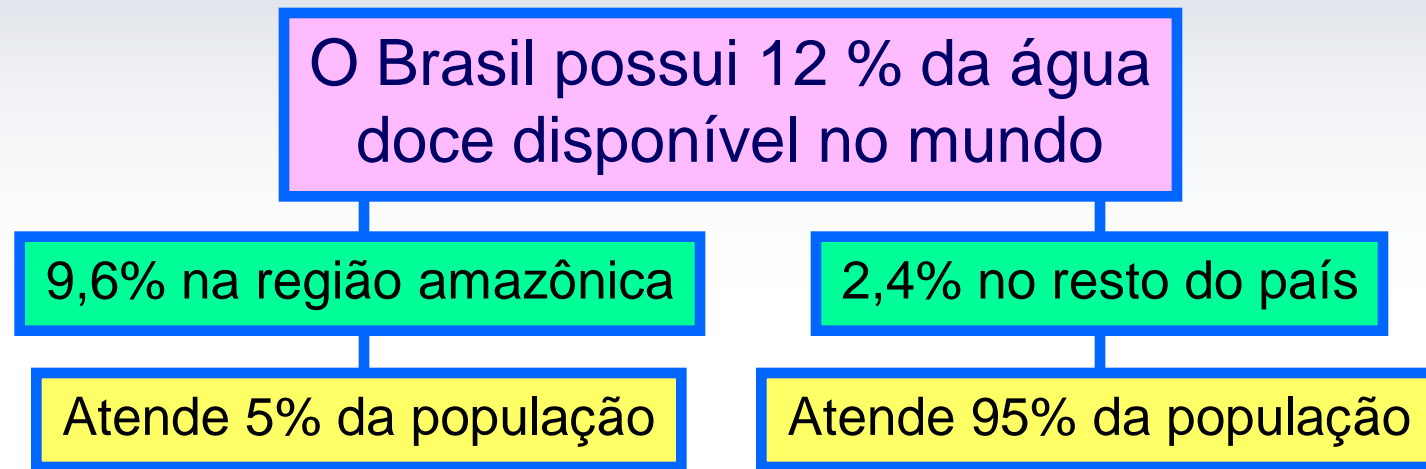 O Brasil possui 12 % da água
doce disponível no mundo
9,6% na região amazônica
2,4% no resto do país
Atende 5% da população
Atende 95% da população